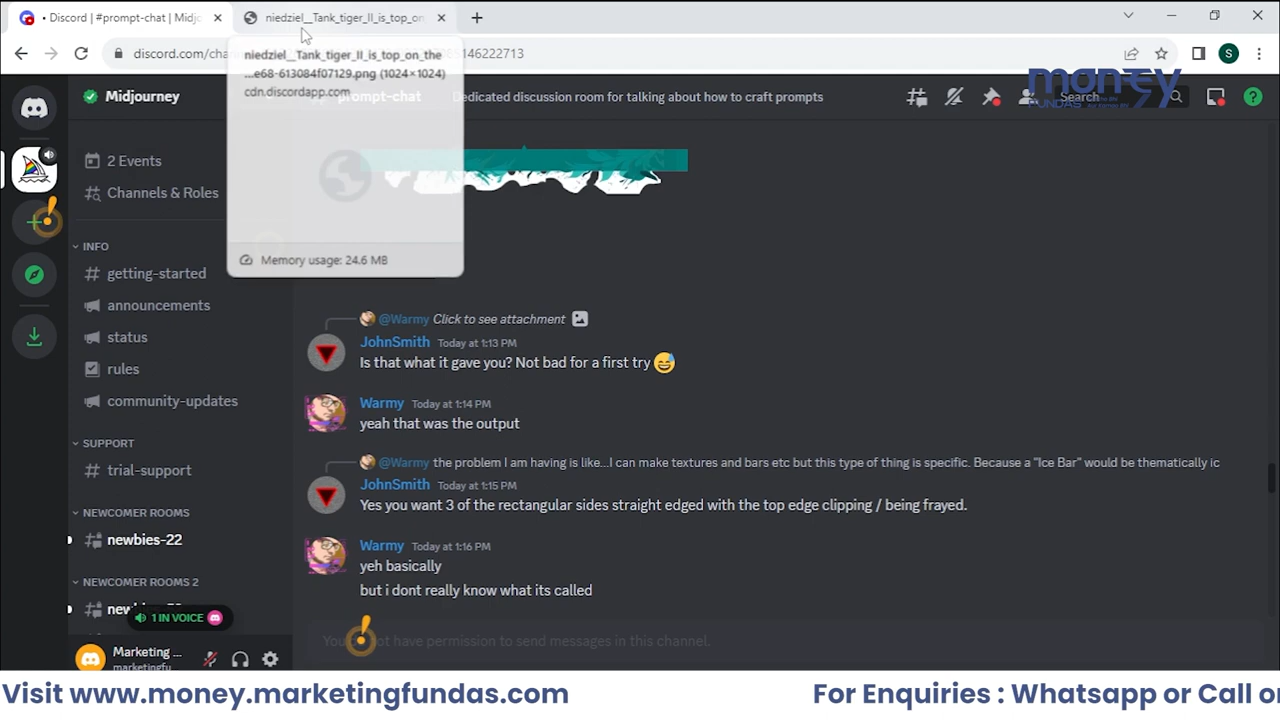 • Discord | #prompt-chat | Midj
niedziel__Tank_tiger_II_is_top_on
discord.com/cha
146222713
S
niedziel__Tank_tiger_II_is_top_on_the
...e68-613084f07129.png (1024×1024)
cdn.discordapp.com
Memory usage: 24.6 MB
Midjourney
prompt-chat
Dedicated discussion room for talking about how to craft prompts
Search
money
FUNDAS
2 Events
Channels & Roles
INFO
getting-started
announcements
status
rules
community-updates
SUPPORT
trial-support
NEWCOMER ROOMS
newbies-22
NEWCOMER ROOMS 2
1 IN VOICE
Marketing ...
marketingfu
@Warmy Click to see attachment
JohnSmith Today at 1:13 PM
Is that what it gave you? Not bad for a first try
Warmy Today at 1:14 PM
yeah that was the output
@Warmy the problem I am having is like...I can make textures and bars etc but this type of thing is specific. Because a "Ice Bar" would be thematically ic
JohnSmith Today at 1:15 PM
Yes you want 3 of the rectangular sides straight edged with the top edge clipping / being frayed.
Warmy Today at 1:16 PM
yeh basically
but i dont really know what its called
have permission to send messages in this channel.
Visit www.money.marketingfundas.com
For Enquiries : Whatsapp or Call o